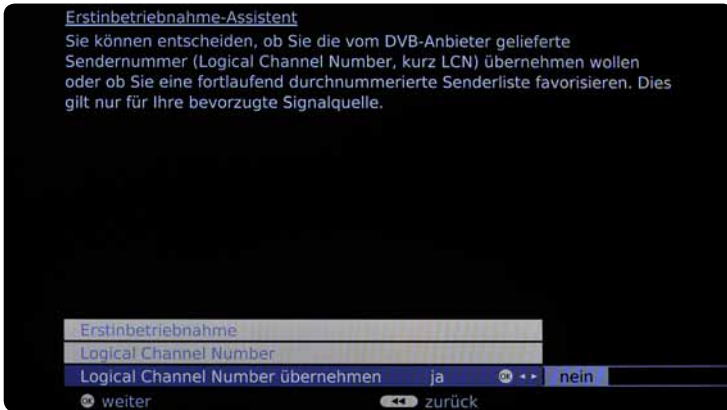 Erstinbetriebnahme-Assistent
Sie können entscheiden, ob Sie die vom DVB-Anbieter gelieferte
Sendernummer (Logical Channel Number, kurz LCN) übernehmen wollen
oder ob Sie eine fortlaufend durchnummerierte Senderliste favorisieren. Dies
gilt nur für Ihre bevorzugte Signalquelle.
Erstinbetriebnahme
Logical Channel Number
Logical Channel Number übernehmen ja OK nein
OK weiter zurück